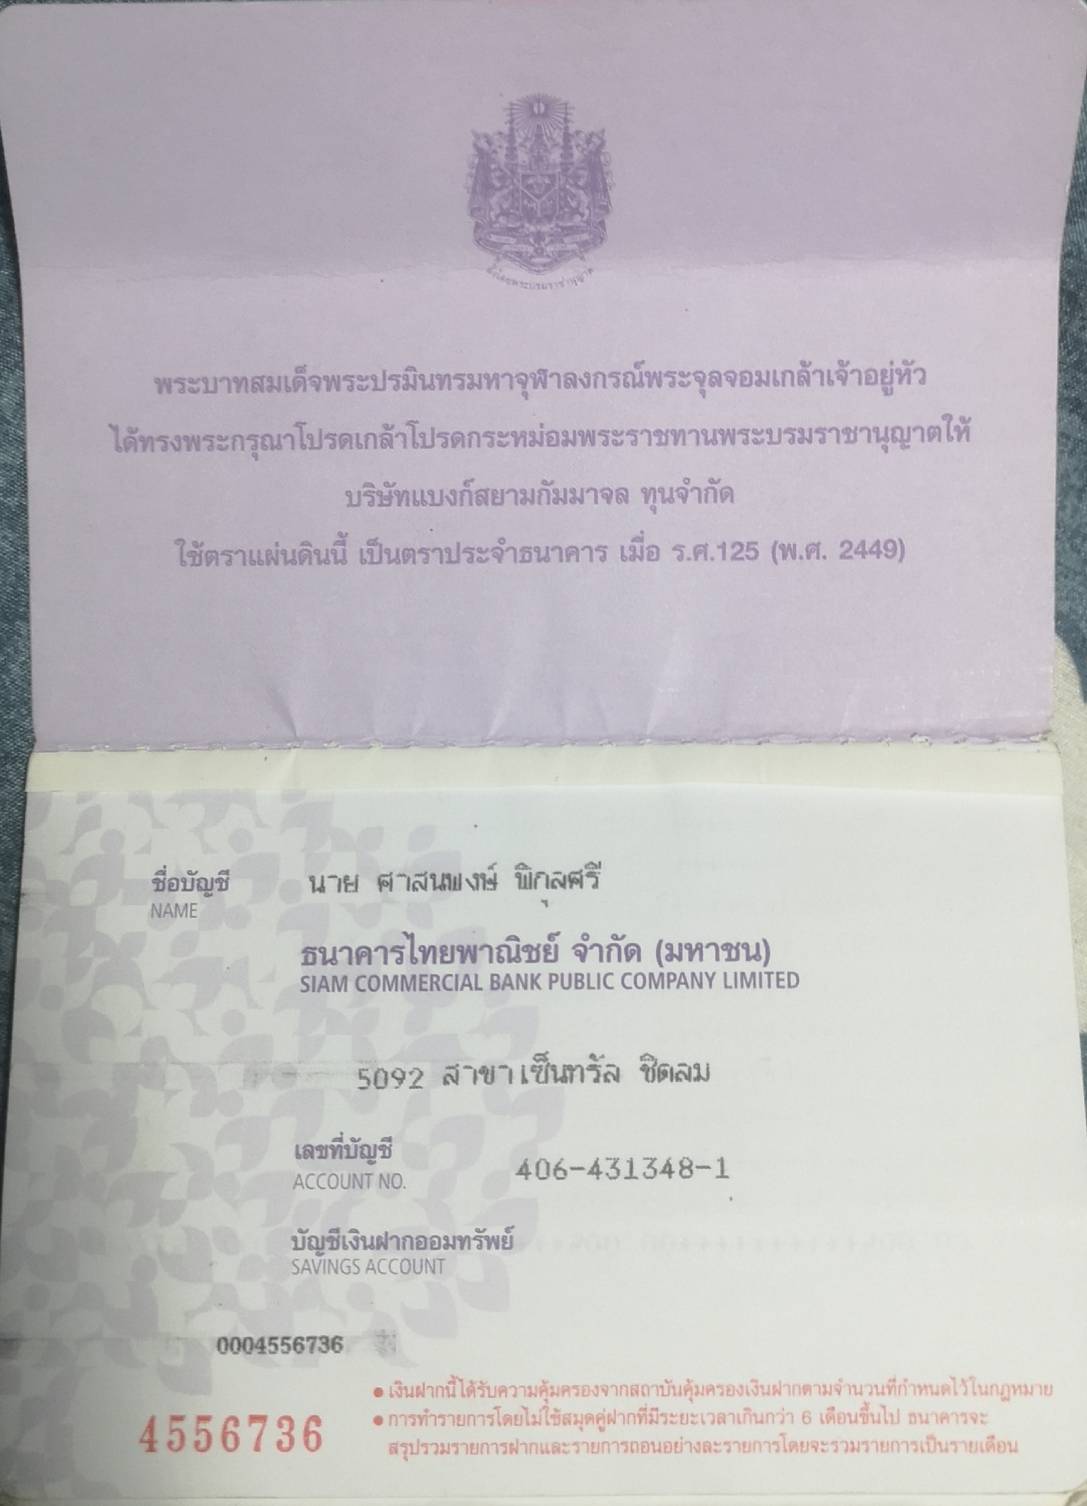 ตั้งโดยพระบรมราชานุญาต
พระบาทสมเด็จพระปรมินทรมหาจุฬาลงกรณ์พระจุลจอมเกล้าเจ้าอยู่หัว
ได้ทรงพระกรุณาโปรดเกล้าโปรดกระหม่อมพระราชทานพระบรมราชานุญาตให้
บริษัทแบงก์สยามกัมมาจล ทุนจำกัด
ใช้ตราแผ่นดินนี้ เป็นตราประจำธนาคาร เมื่อ ร.ศ.125 (พ.ศ. 2449)
ชื่อบัญชี นาย ศาสนพงษ์ พิกุลศรี
NAME
ธนาคารไทยพาณิชย์ จำกัด (มหาชน)
SIAM COMMERCIAL BANK PUBLIC COMPANY LIMITED
5092 สาขาเซ็นทรัล ชิดลม
เลขที่บัญชี 406-431348-1
ACCOUNT NO.
บัญชีเงินฝากออมทรัพย์
SAVINGS ACCOUNT
0004556736
4556736
• เงินฝากนี้ได้รับความคุ้มครองจากสถาบันคุ้มครองเงินฝากตามจำนวนที่กำหนดไว้ในกฎหมาย
• การทำรายการโดยไม่ใช้สมุดคู่ฝากที่มีระยะเวลาเกินกว่า 6 เดือนขึ้นไป ธนาคารจะ
สรุปรวมรายการฝากและรายการถอนอย่างละรายการโดยจะรวมรายการเป็นรายเดือน